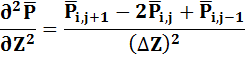 ∂²P̅/∂Z² = (P̅ᵢ,ⱼ₊₁ − 2P̅ᵢ,ⱼ + P̅ᵢ,ⱼ₋₁)/(ΔZ)²